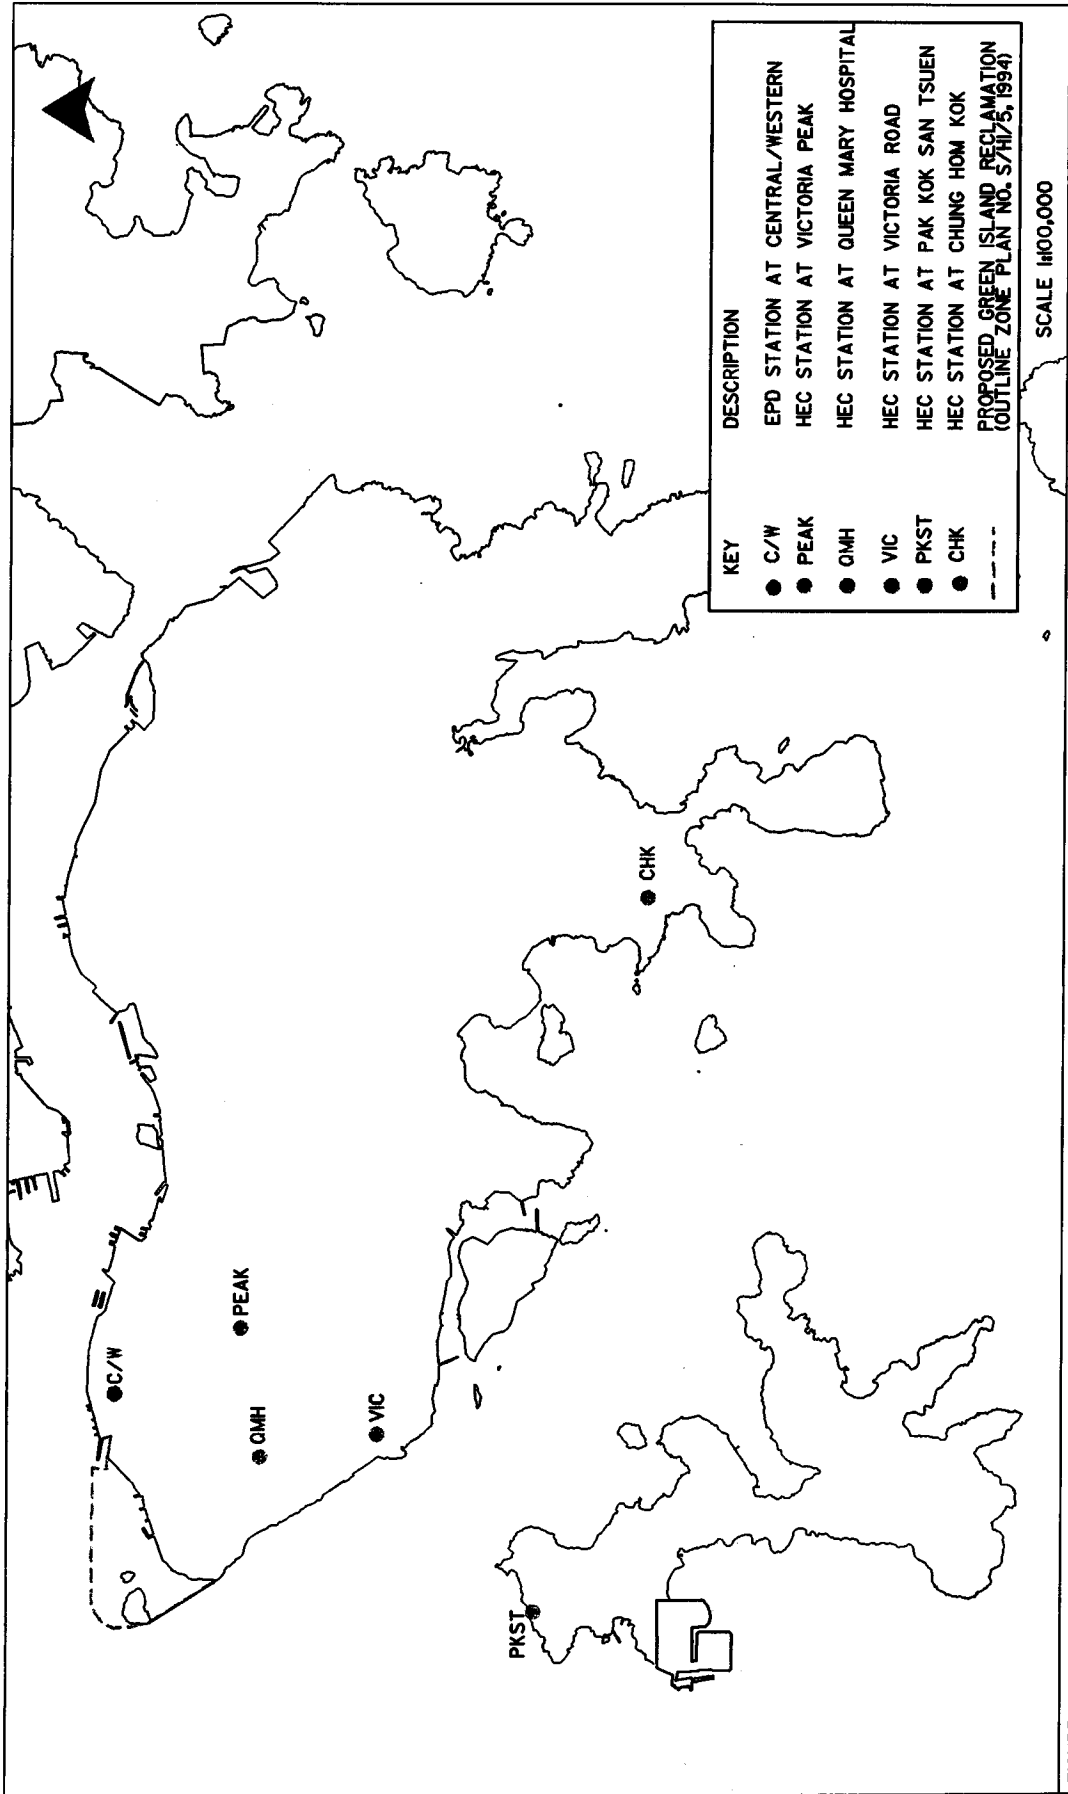 C/W
PEAK
QMH
VIC
PKST
CHK
KEY DESCRIPTION
C/W EPD STATION AT CENTRAL/WESTERN
PEAK HEC STATION AT VICTORIA PEAK
QMH HEC STATION AT QUEEN MARY HOSPITAL
VIC HEC STATION AT VICTORIA ROAD
PKST HEC STATION AT PAK KOK SAN TSUEN
CHK HEC STATION AT CHUNG HOM KOK
PROPOSED GREEN ISLAND RECLAMATION
(OUTLINE ZONE PLAN NO. S/H1/5, 1994)
SCALE 1:100,000